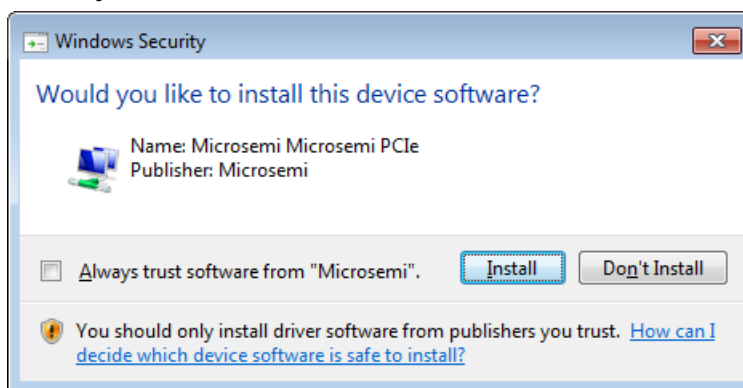 Windows Security
Would you like to install this device software?
Name: Microsemi Microsemi PCIe
Publisher: Microsemi
Always trust software from "Microsemi".
Install
Don't Install
You should only install driver software from publishers you trust. How can I
decide which device software is safe to install?